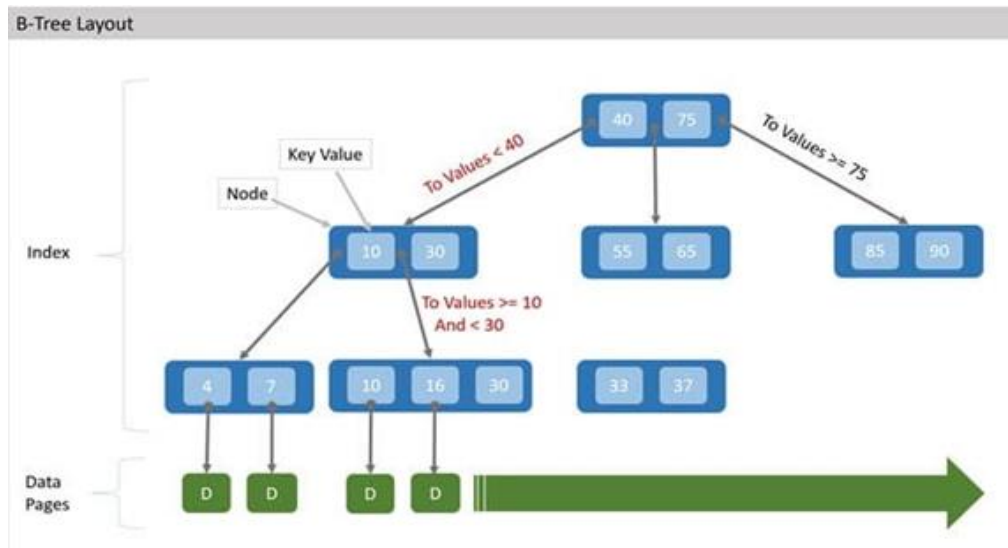 B-Tree Layout
40 75
To Values < 40
To Values >= 75
Key Value
Node
Index
10 30
55 65
85 90
To Values >= 10
And < 30
4 7
10 16 30
33 37
Data
Pages
D D D D